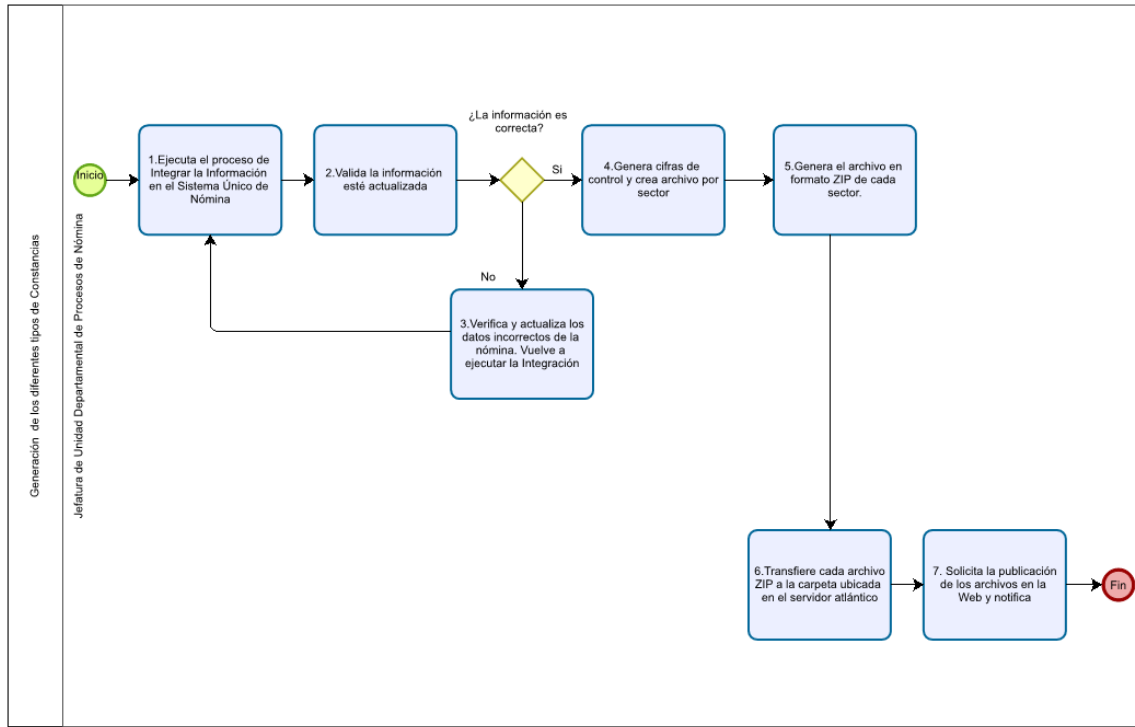 Generación de los diferentes tipos de Constancias
Jefatura de Unidad Departamental de Procesos de Nómina
Inicio
1.Ejecuta el proceso de
Integrar la Información
en el Sistema Único de
Nómina
2.Valida la información
esté actualizada
¿La información es
correcta?
Si
No
3.Verifica y actualiza los
datos incorrectos de la
nómina. Vuelve a
ejecutar la Integración
4.Genera cifras de
control y crea archivo por
sector
5.Genera el archivo en
formato ZIP de cada
sector.
6.Transfiere cada archivo
ZIP a la carpeta ubicada
en el servidor atlántico
7. Solicita la publicación
de los archivos en la
Web y notifica
Fin